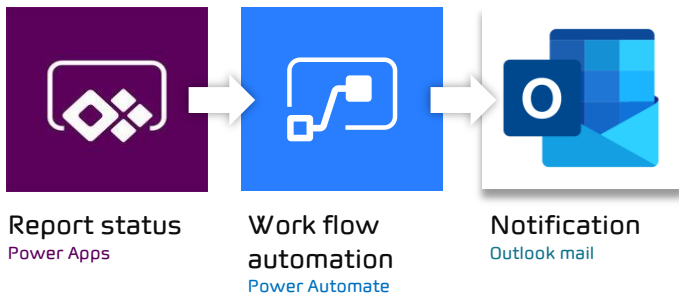 O
Report status
Power Apps
Work flow
automation
Power Automate
Notification
Outlook mail